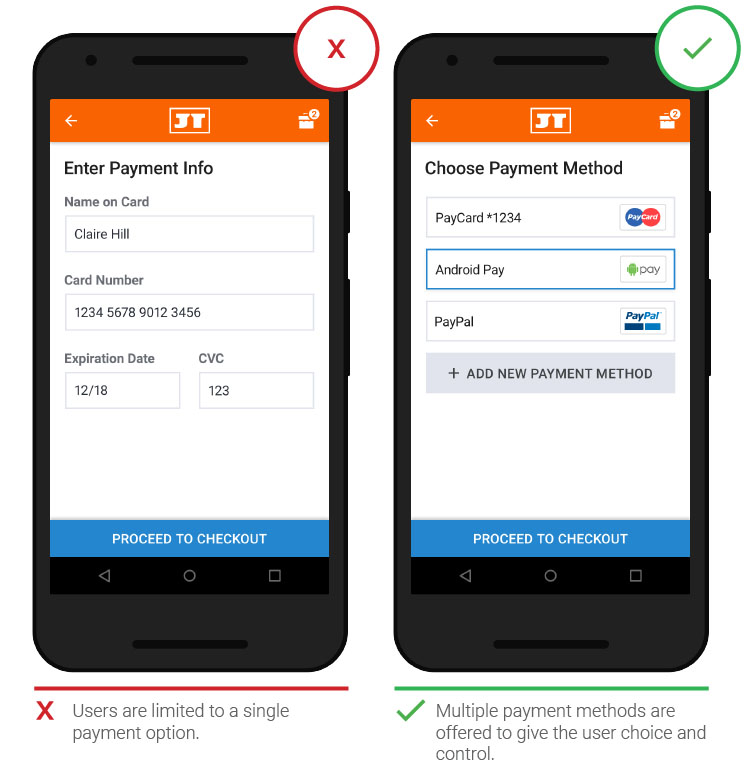 X
JT
2
Enter Payment Info
Name on Card
Claire Hill
Card Number
1234 5678 9012 3456
Expiration Date
CVC
12/18
123
PROCEED TO CHECKOUT
X
Users are limited to a single
payment option.
JT
2
Choose Payment Method
PayCard *1234
PayCard
Android Pay
pay
PayPal
PayPal
+ ADD NEW PAYMENT METHOD
PROCEED TO CHECKOUT
Multiple payment methods are
offered to give the user choice and
control.